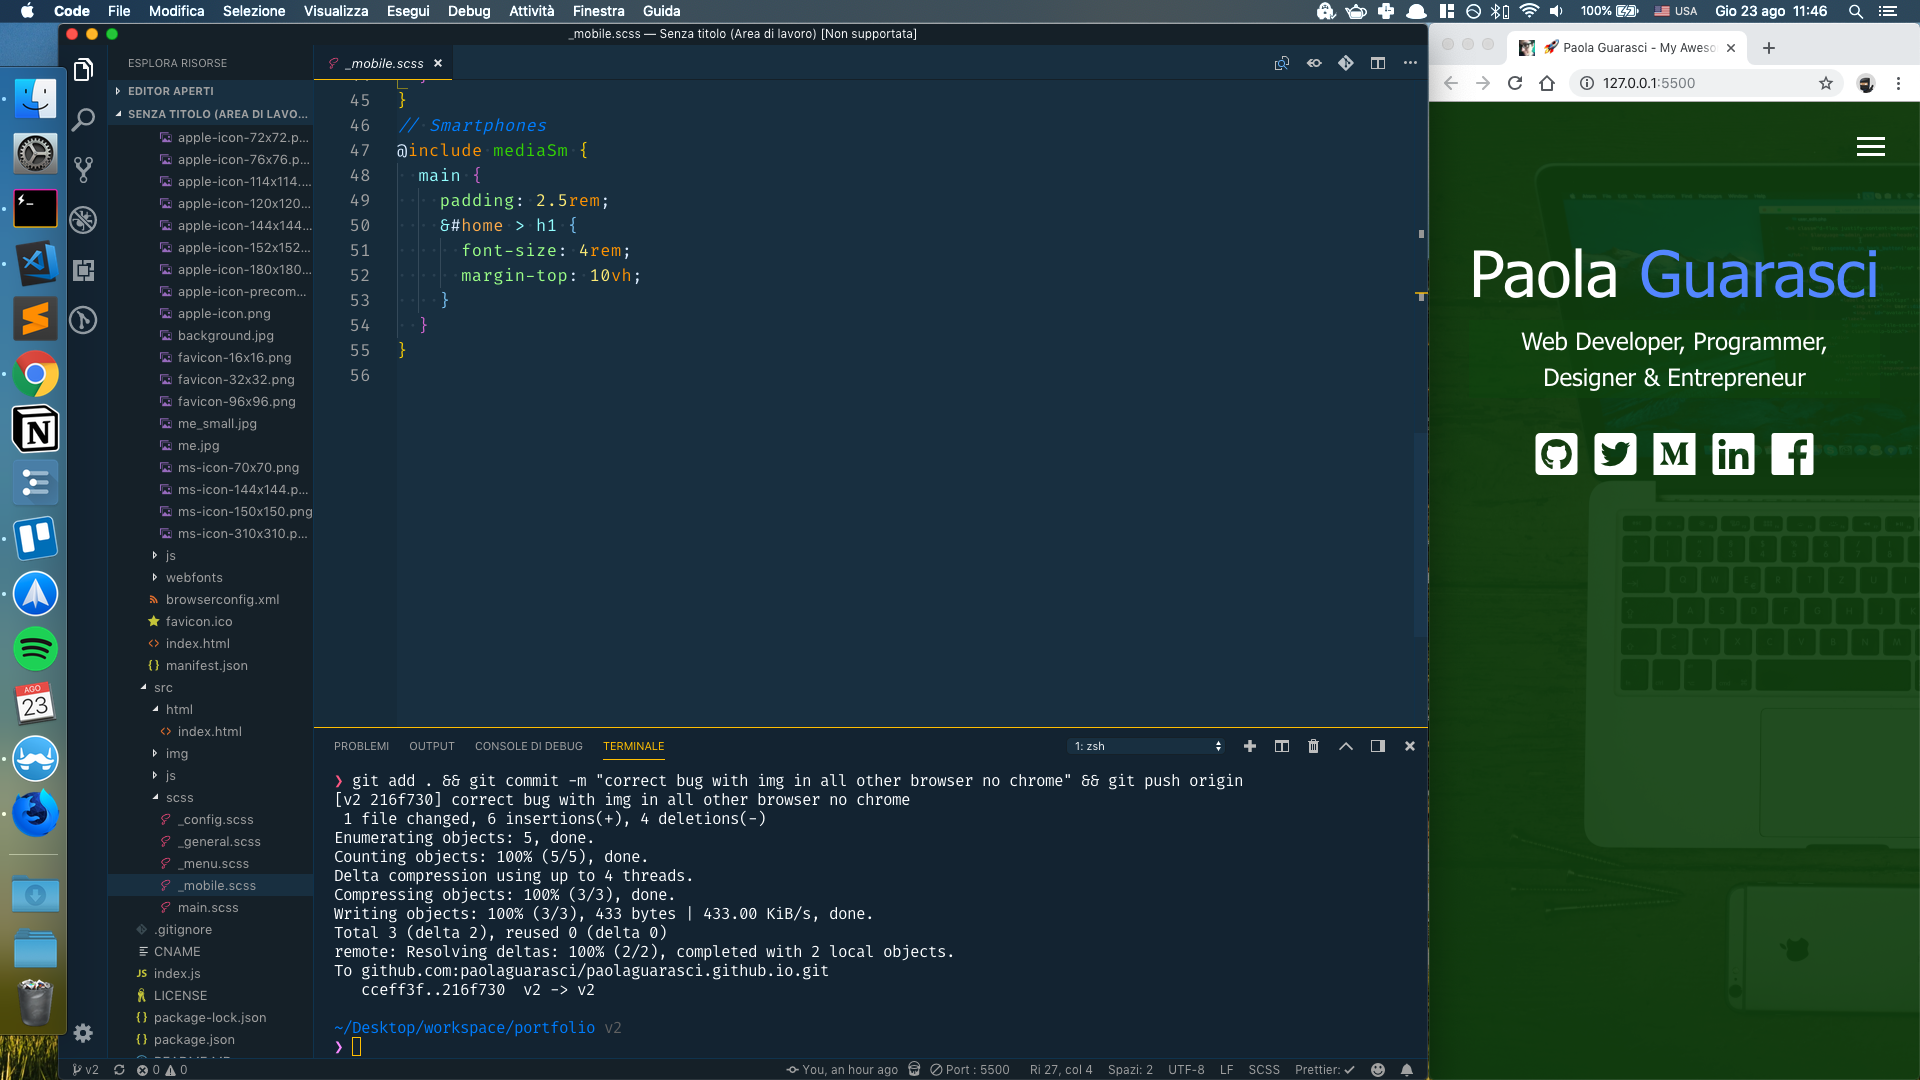 Code File Modifica Selezione Visualizza Esegui Debug Attività Finestra Guida 100% USA Gio 23 ago 11:46
_mobile.scss — Senza titolo (Area di lavoro) [Non supportata]
ESPLORA RISORSE
EDITOR APERTI
SENZA TITOLO (AREA DI LAVO...
apple-icon-72x72.p...
apple-icon-76x76.p...
apple-icon-114x114....
apple-icon-120x120...
apple-icon-144x144...
apple-icon-152x152...
apple-icon-180x180...
apple-icon-precom...
apple-icon.png
background.jpg
favicon-16x16.png
favicon-32x32.png
favicon-96x96.png
me_small.jpg
me.jpg
ms-icon-70x70.png
ms-icon-144x144.p...
ms-icon-150x150.png
ms-icon-310x310.p...
js
webfonts
browserconfig.xml
favicon.ico
index.html
manifest.json
src
html
index.html
img
js
scss
_config.scss
_general.scss
_menu.scss
_mobile.scss
main.scss
.gitignore
CNAME
index.js
LICENSE
package-lock.json
package.json
AGO
23
_mobile.scss
45 }
46 // Smartphones
47 @include mediaSm {
48 main {
49 padding: 2.5rem;
50 &#home > h1 {
51 font-size: 4rem;
52 margin-top: 10vh;
53 }
54 }
55 }
56
PROBLEMI OUTPUT CONSOLE DI DEBUG TERMINALE 1: zsh
❯ git add . && git commit -m "correct bug with img in all other browser no chrome" && git push origin
[v2 216f730] correct bug with img in all other browser no chrome
1 file changed, 6 insertions(+), 4 deletions(-)
Enumerating objects: 5, done.
Counting objects: 100% (5/5), done.
Delta compression using up to 4 threads.
Compressing objects: 100% (3/3), done.
Writing objects: 100% (3/3), 433 bytes | 433.00 KiB/s, done.
Total 3 (delta 2), reused 0 (delta 0)
remote: Resolving deltas: 100% (2/2), completed with 2 local objects.
To github.com:paolaguarasci/paolaguarasci.github.io.git
cceff3f..216f730 v2 -> v2
~/Desktop/workspace/portfolio v2
❯
v2 0 0 You, an hour ago Port : 5500 Ri 27, col 4 Spazi: 2 UTF-8 LF SCSS Prettier: ✓
Paola Guarasci - My Aweso
127.0.0.1:5500
Paola Guarasci
Web Developer, Programmer,
Designer & Entrepreneur